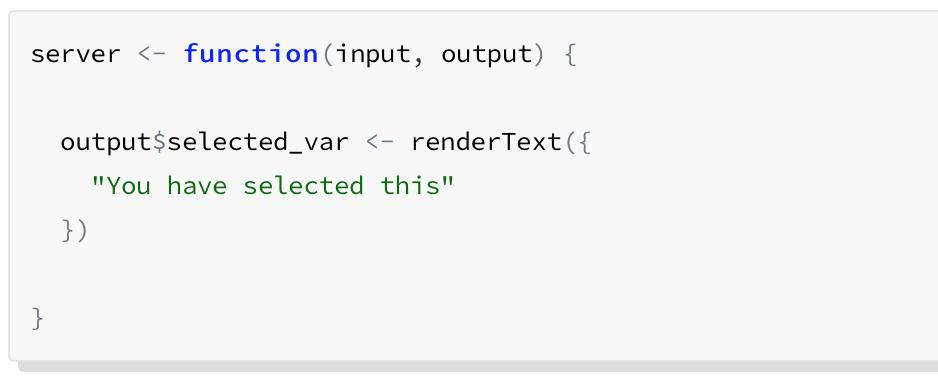 server <- function(input, output) {
  output$selected_var <- renderText({
    "You have selected this"
  })
}